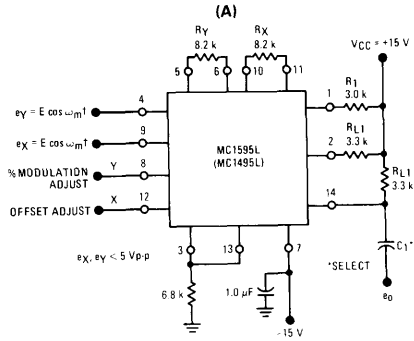 (A)
RY
8.2 k
RX
8.2 k
VCC = +15 V
5
6
10
11
eY = E cos ωmt
4
1
R1
3.0 k
eX = E cos ωmt
9
MC1595L
(MC1495L)
2
RL1
3.3 k
%MODULATION
ADJUST
Y
8
RL1
3.3 k
OFFSET ADJUST
X
12
14
eX, eY < 5 Vp-p
3
13
7
*SELECT
C1*
6.8 k
1.0 μF
eo
-15 V